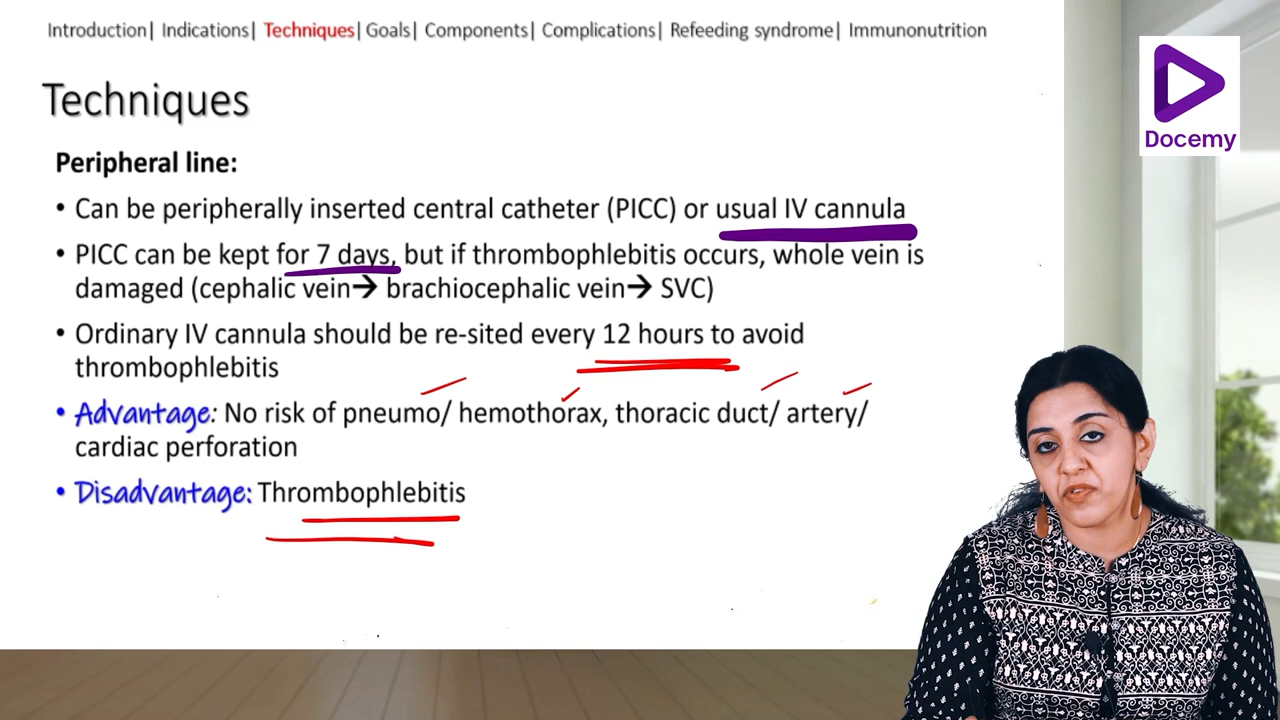 Introduction| Indications| Techniques| Goals| Components| Complications| Refeeding syndrome| Immunonutrition
Docemy
Techniques
Peripheral line:
• Can be peripherally inserted central catheter (PICC) or usual IV cannula
• PICC can be kept for 7 days, but if thrombophlebitis occurs, whole vein is
damaged (cephalic vein→ brachiocephalic vein→ SVC)
• Ordinary IV cannula should be re-sited every 12 hours to avoid
thrombophlebitis
• Advantage: No risk of pneumo/ hemothorax, thoracic duct/ artery/
cardiac perforation
• Disadvantage: Thrombophlebitis